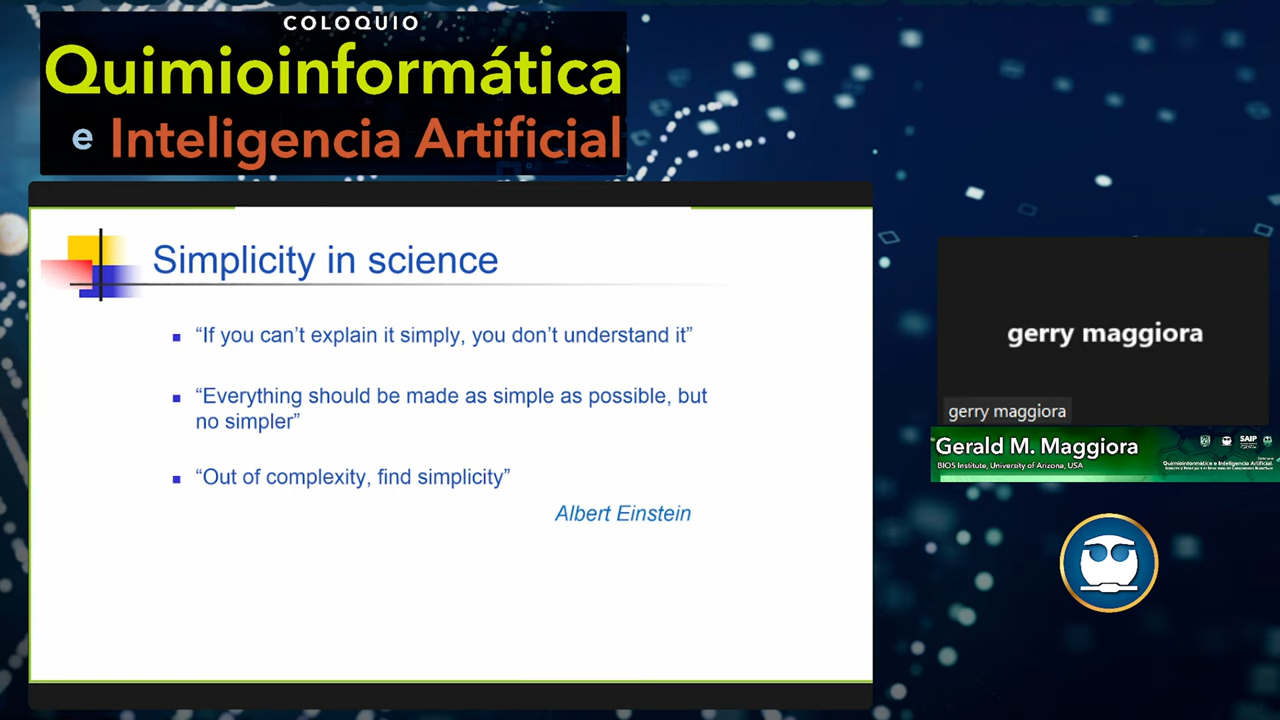 COLOQUIO
Quimioinformática
e Inteligencia Artificial
Simplicity in science
“If you can’t explain it simply, you don’t understand it”
“Everything should be made as simple as possible, but
no simpler”
“Out of complexity, find simplicity”
Albert Einstein
gerry maggiora
gerry maggiora
Gerald M. Maggiora
BIOS Institute, University of Arizona, USA
SAIP
Quimioinformática e Inteligencia Artificial